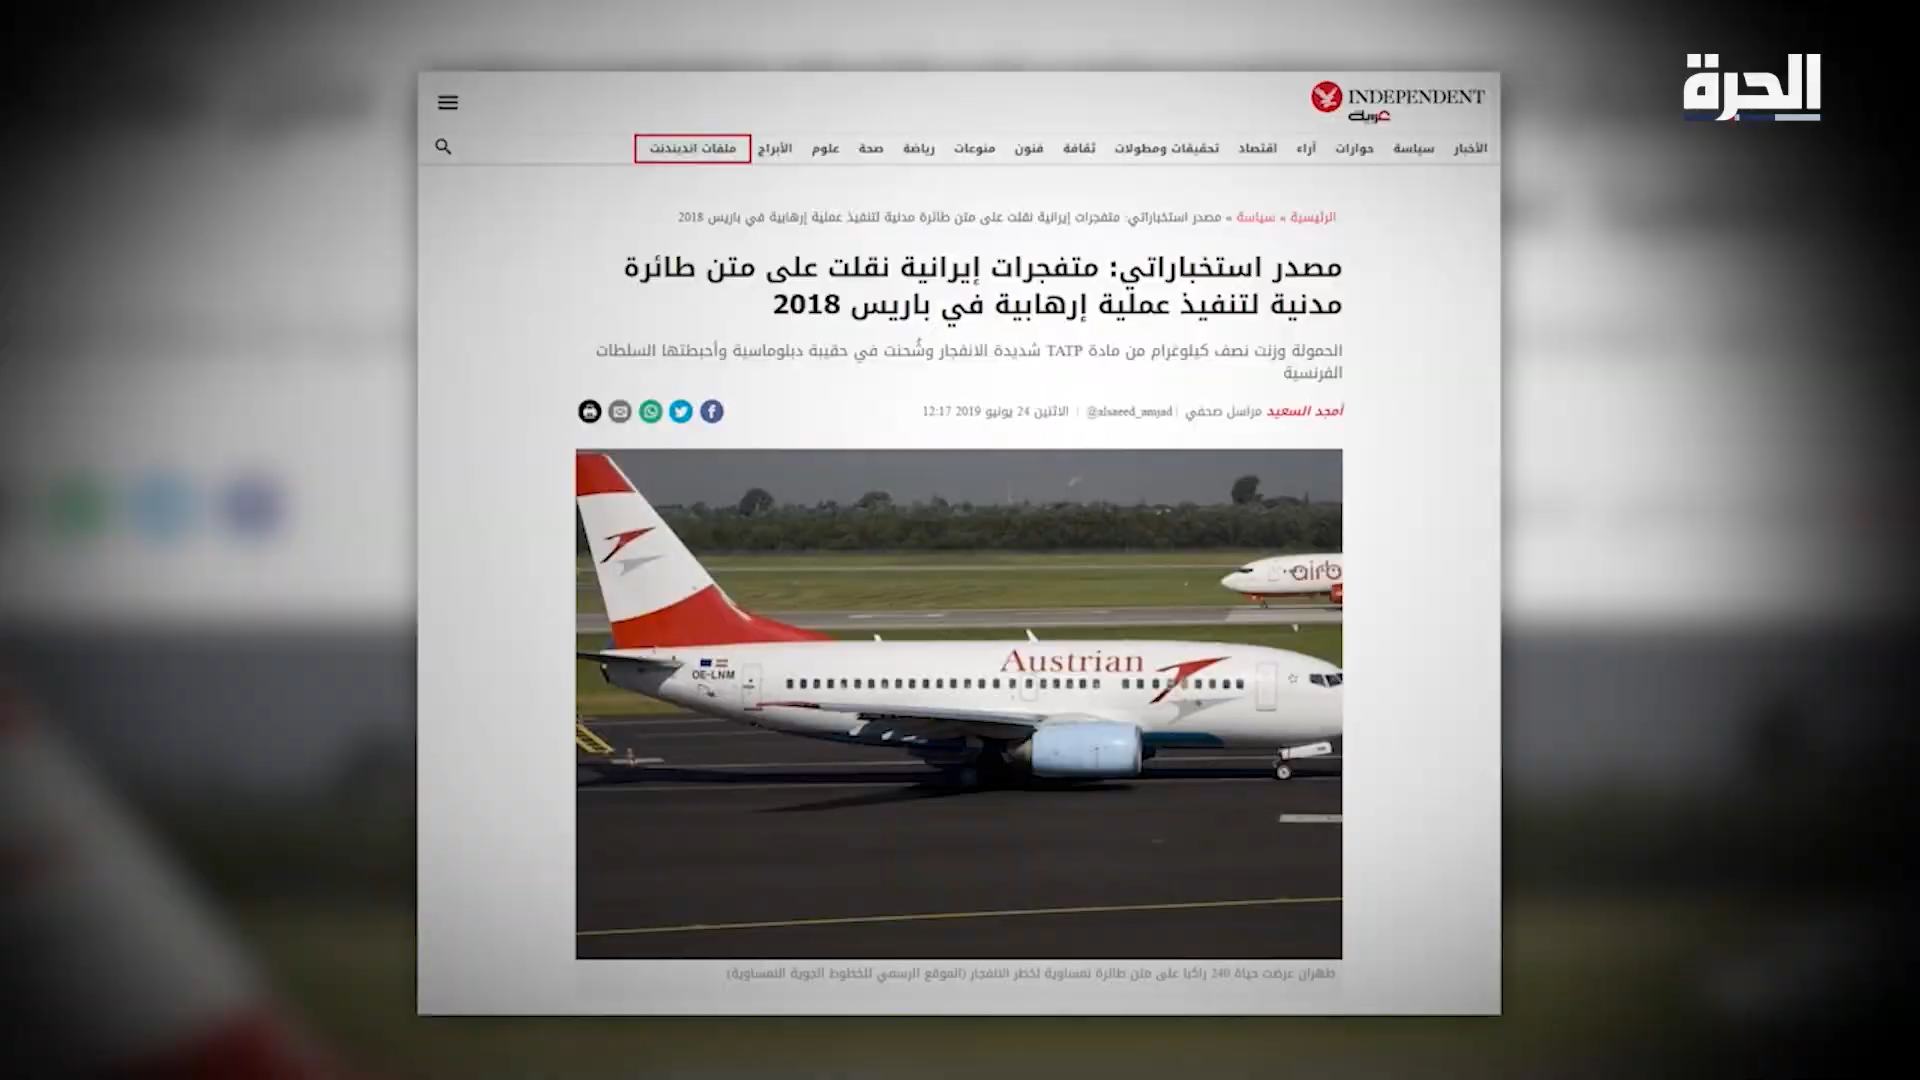 الحرة
INDEPENDENT
عربية
الأخبار سياسة حوارات آراء اقتصاد تحقيقات ومطولات ثقافة فنون منوعات رياضة صحة علوم الأبراج ملفات اندبندنت
الرئيسية » سياسة » مصدر استخباراتي: متفجرات إيرانية نقلت على متن طائرة مدنية لتنفيذ عملية إرهابية في باريس 2018
مصدر استخباراتي: متفجرات إيرانية نقلت على متن طائرة
مدنية لتنفيذ عملية إرهابية في باريس 2018
الحمولة وزنت نصف كيلوغرام من مادة TATP شديدة الانفجار وشُحنت في حقيبة دبلوماسية وأحبطتها السلطات
الفرنسية
أمجد السعيد مراسل صحفي | @alsaeed_amjad | الاثنين 24 يونيو 2019 12:17
airb
Austrian
OE-LNM
طهران عرضت حياة 240 راكبا على متن طائرة نمساوية لخطر الانفجار (الموقع الرسمي للخطوط الجوية النمساوية)